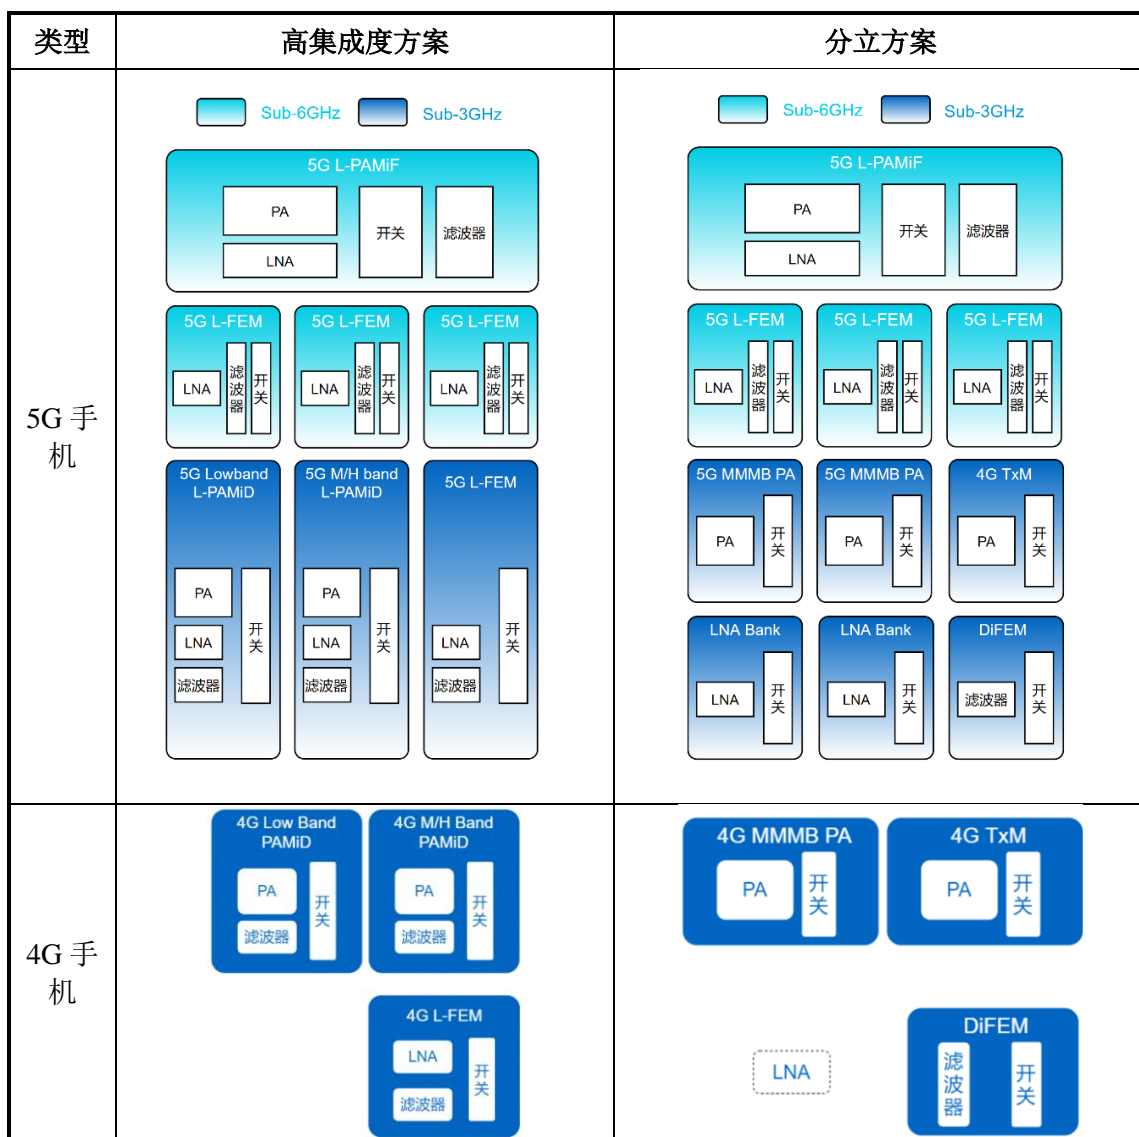 类型
高集成度方案
分立方案
5G 手
机
Sub-6GHz
Sub-3GHz
5G L-PAMiF
PA
LNA
开关
滤波器
5G L-FEM
LNA
滤
波
器
开
关
5G L-FEM
LNA
滤
波
器
开
关
5G L-FEM
LNA
滤
波
器
开
关
5G Lowband
L-PAMiD
PA
LNA
滤波器
开
关
5G M/H band
L-PAMiD
PA
LNA
滤波器
开
关
5G L-FEM
LNA
滤波器
开
关
Sub-6GHz
Sub-3GHz
5G L-PAMiF
PA
LNA
开关
滤波器
5G L-FEM
LNA
滤
波
器
开
关
5G L-FEM
LNA
滤
波
器
开
关
5G L-FEM
LNA
滤
波
器
开
关
5G MMMB PA
PA
开
关
5G MMMB PA
PA
开
关
4G TxM
PA
开
关
LNA Bank
LNA
开
关
LNA Bank
LNA
开
关
DiFEM
滤波器
开
关
4G 手
机
4G Low Band
PAMiD
PA
滤波器
开
关
4G M/H Band
PAMiD
PA
滤波器
开
关
4G L-FEM
LNA
滤波器
开
关
4G MMMB PA
PA
开
关
4G TxM
PA
开
关
LNA
DiFEM
滤
波
器
开
关